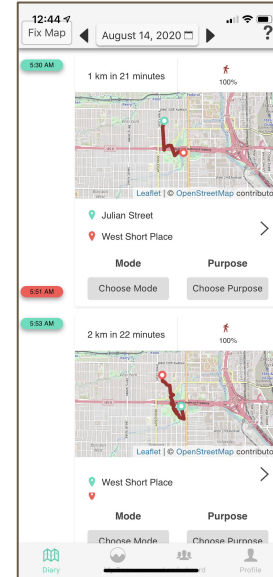 12:44
Fix Map
August 14, 2020
?
5:30 AM
1 km in 21 minutes
100%
Leaflet | © OpenStreetMap contributo
Julian Street
West Short Place
Mode
Purpose
Choose Mode
Choose Purpose
5:51 AM
5:53 AM
2 km in 22 minutes
100%
Leaflet | © OpenStreetMap contributo
West Short Place
Mode
Purpose
Choose Mode
Choose Purpose
Diary
Profile